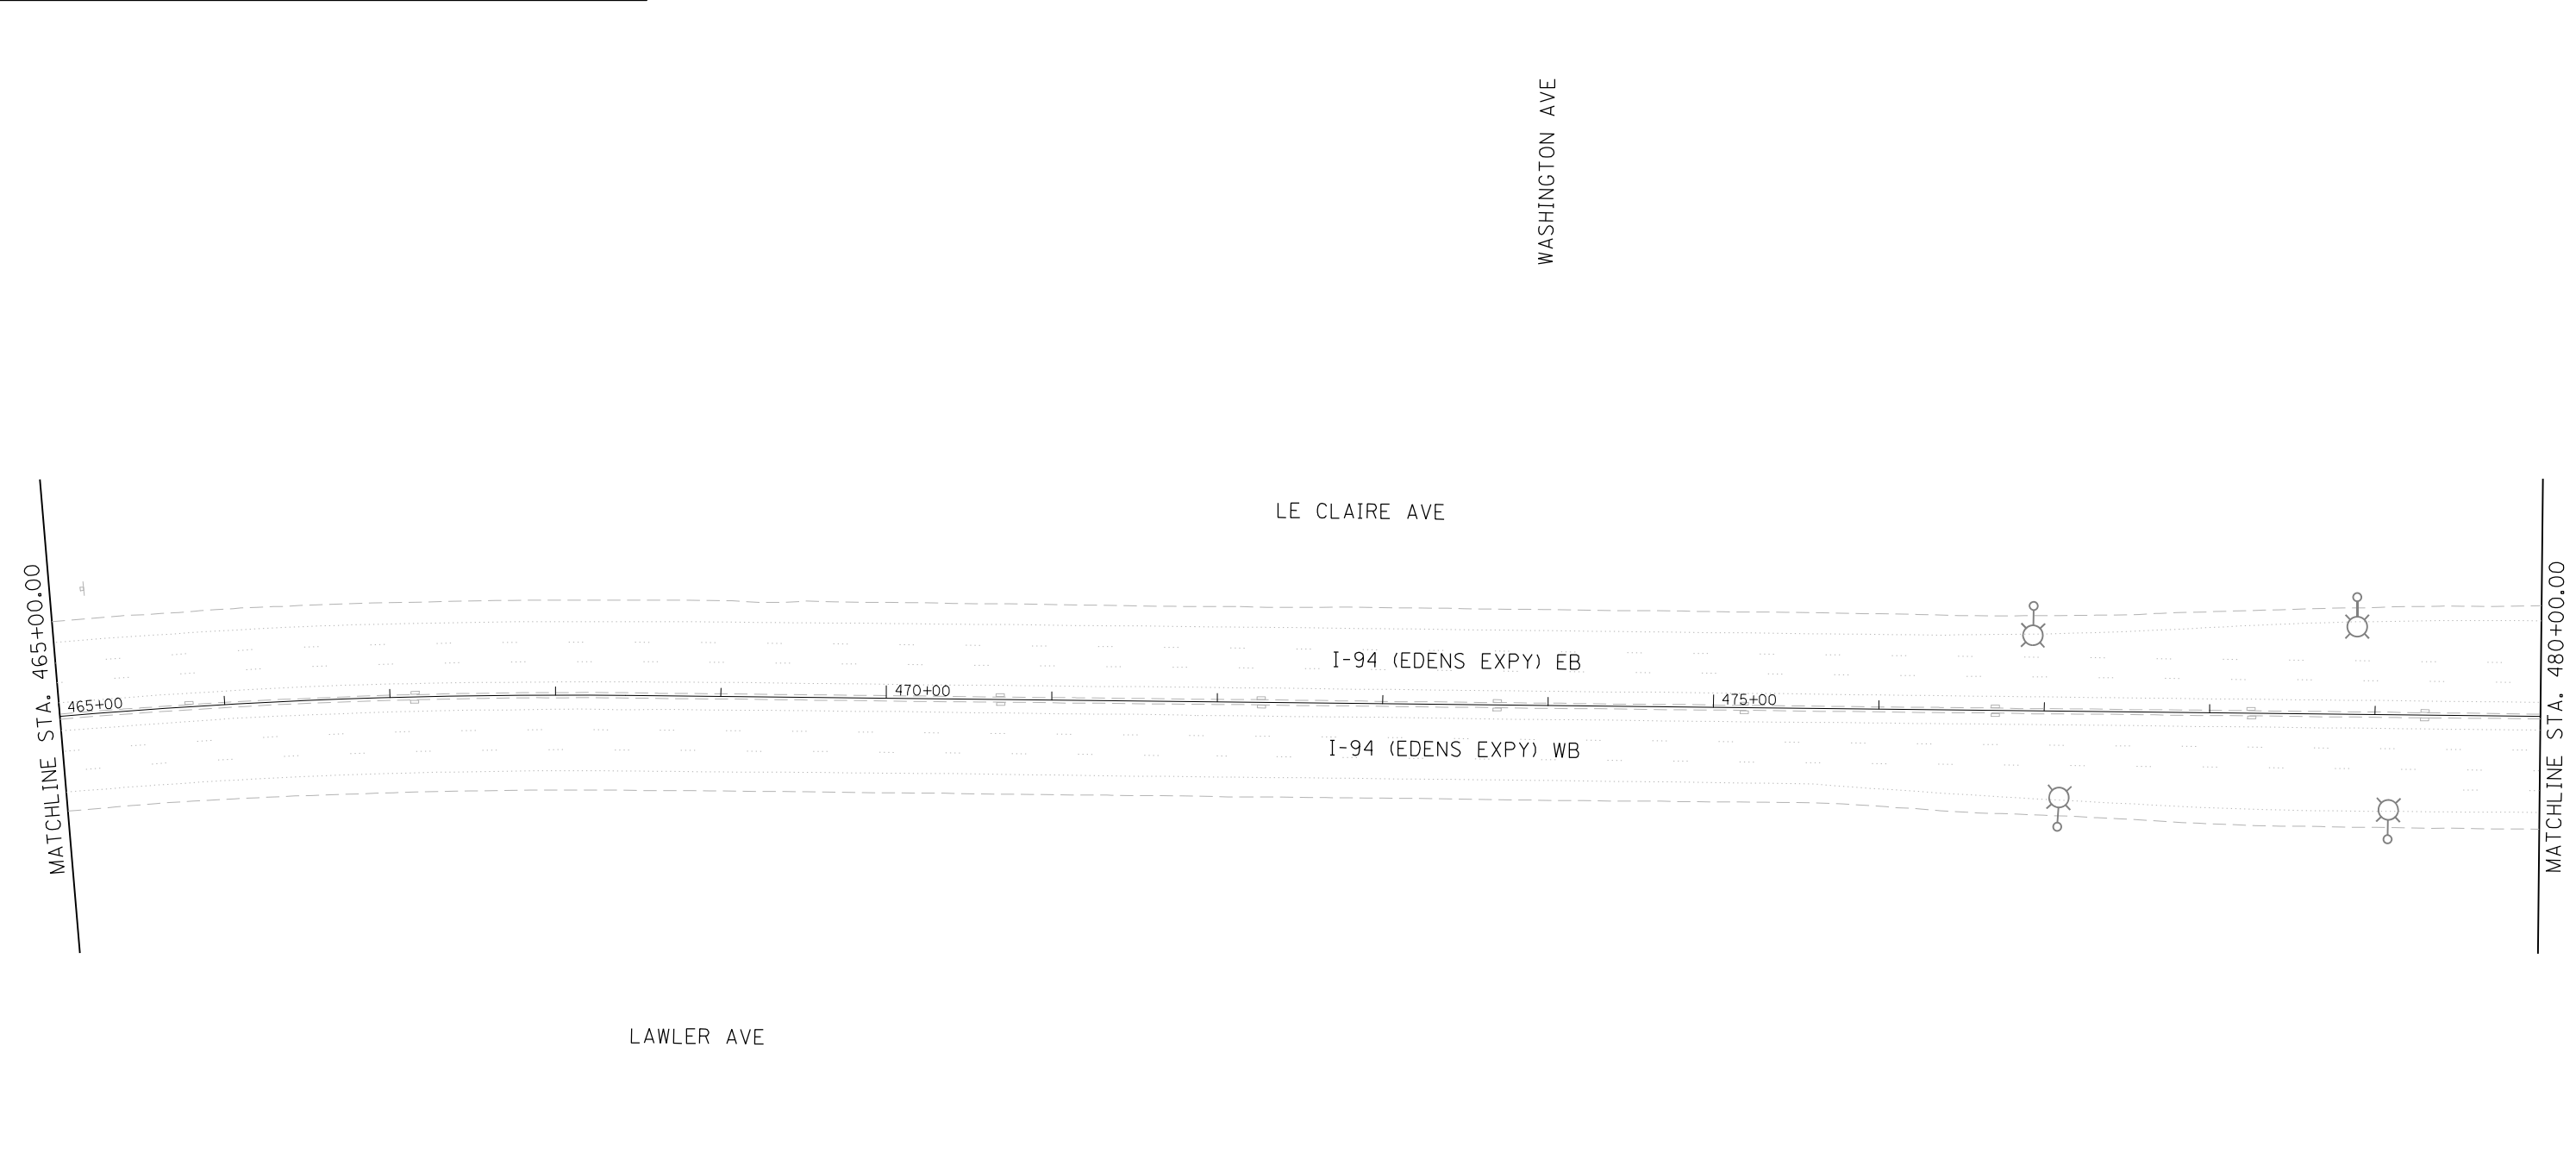 WASHINGTON AVE
LE CLAIRE AVE
MATCHLINE STA. 465+00.00
MATCHLINE STA. 480+00.00
I-94 (EDENS EXPY) EB
465+00
470+00
475+00
I-94 (EDENS EXPY) WB
LAWLER AVE